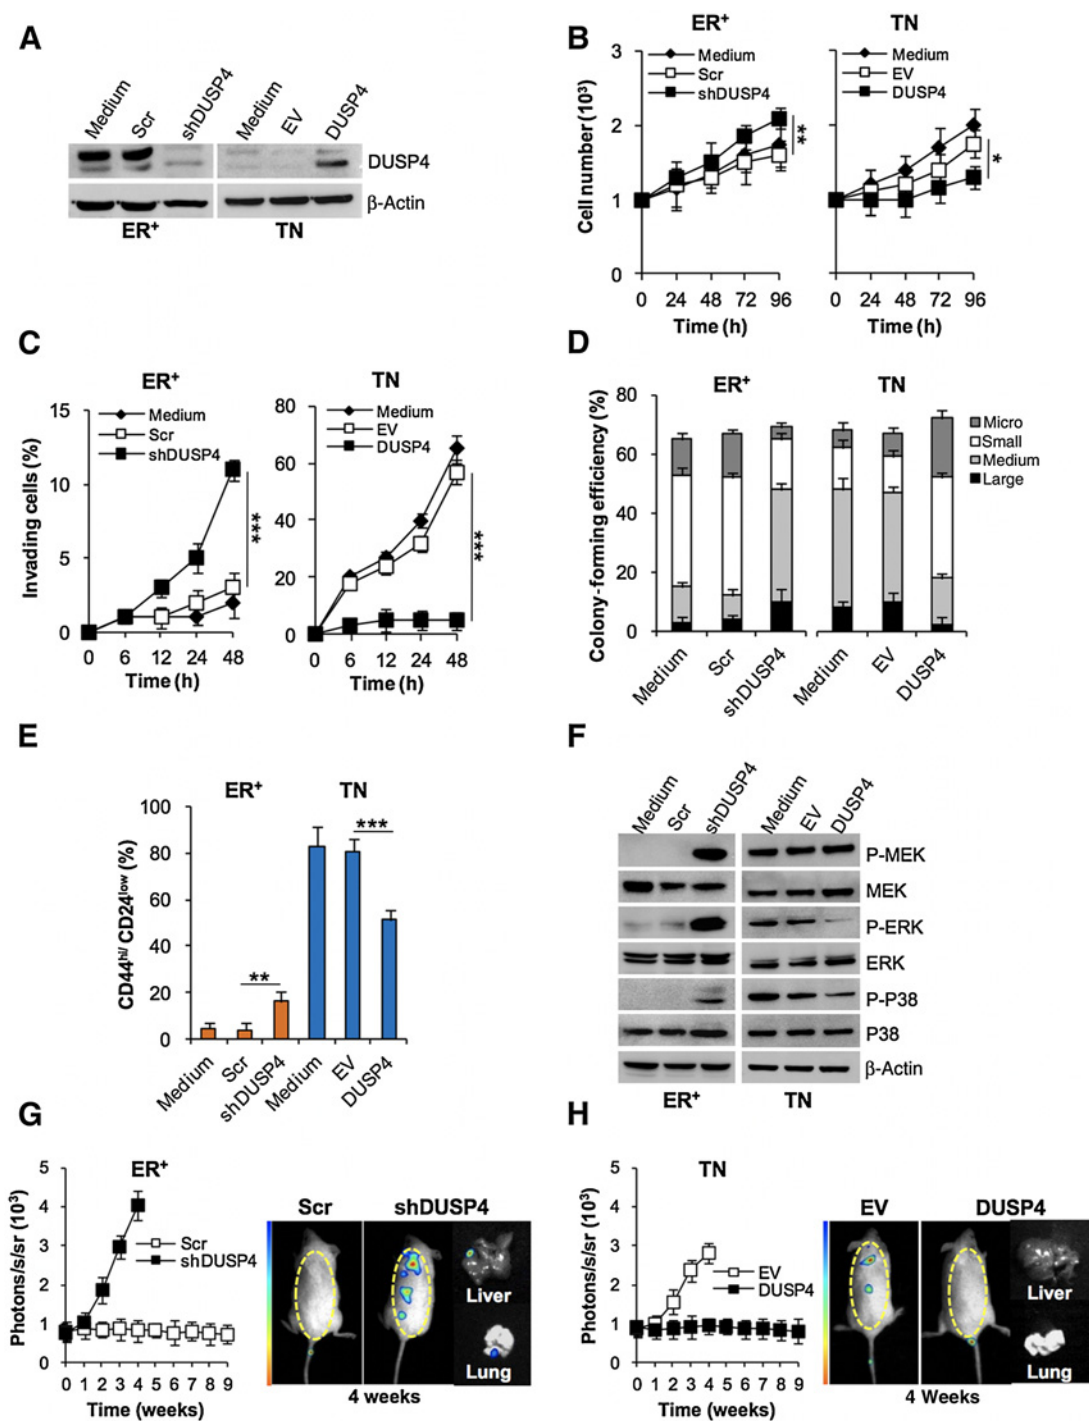 A
Medium
Scr
shDUSP4
Medium
EV
DUSP4
DUSP4
β-Actin
ER+
TN
B
ER+
TN
Cell number (10³)
3
2
1
0
Medium
Scr
shDUSP4
**
Medium
EV
DUSP4
*
0 24 48 72 96
0 24 48 72 96
Time (h)
Time (h)
C
ER+
TN
Invading cells (%)
15
10
5
0
Medium
Scr
shDUSP4
***
80
60
40
20
0
Medium
EV
DUSP4
***
0 6 12 24 48
0 6 12 24 48
Time (h)
Time (h)
D
ER+
TN
Colony-forming efficiency (%)
80
60
40
20
0
Micro
Small
Medium
Large
Medium
Scr
shDUSP4
Medium
EV
DUSP4
E
ER+
TN
CD44hi/ CD24low (%)
100
80
60
40
20
0
**
***
Medium
Scr
shDUSP4
Medium
EV
DUSP4
F
Medium
Scr
shDUSP4
Medium
EV
DUSP4
P-MEK
MEK
P-ERK
ERK
P-P38
P38
β-Actin
ER+
TN
G
ER+
Photons/s/sr (10³)
5
4
3
2
1
0
Scr
shDUSP4
0 1 2 3 4 5 6 7 8 9
Time (weeks)
Scr
shDUSP4
Liver
Lung
4 weeks
H
TN
Photons/s/sr (10³)
5
4
3
2
1
0
EV
DUSP4
0 1 2 3 4 5 6 7 8 9
Time (weeks)
EV
DUSP4
Liver
Lung
4 Weeks